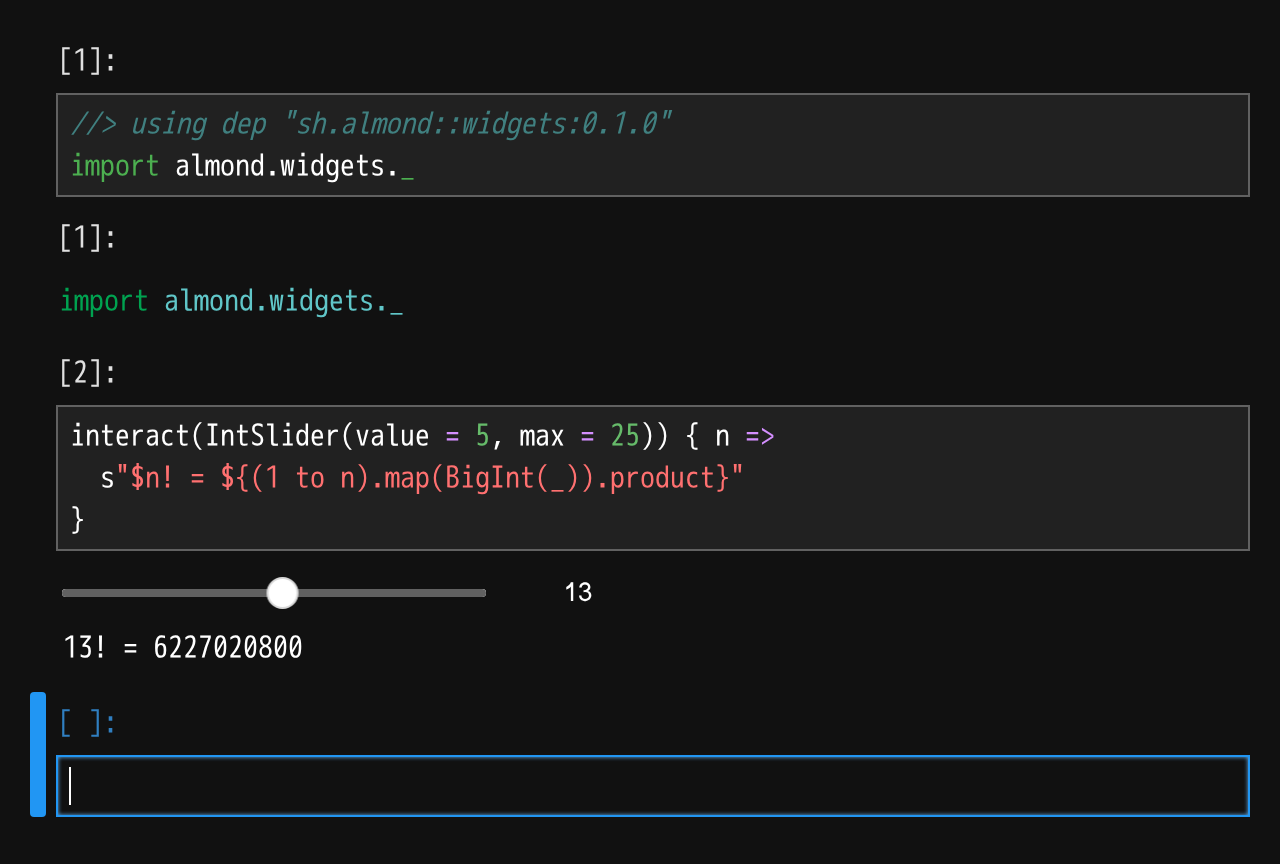 [1]:
//> using dep "sh.almond::widgets:0.1.0"
import almond.widgets._
[1]:
import almond.widgets._
[2]:
interact(IntSlider(value = 5, max = 25)) { n =>
  s"$n! = ${(1 to n).map(BigInt(_)).product}"
}
13
13! = 6227020800
[ ]: